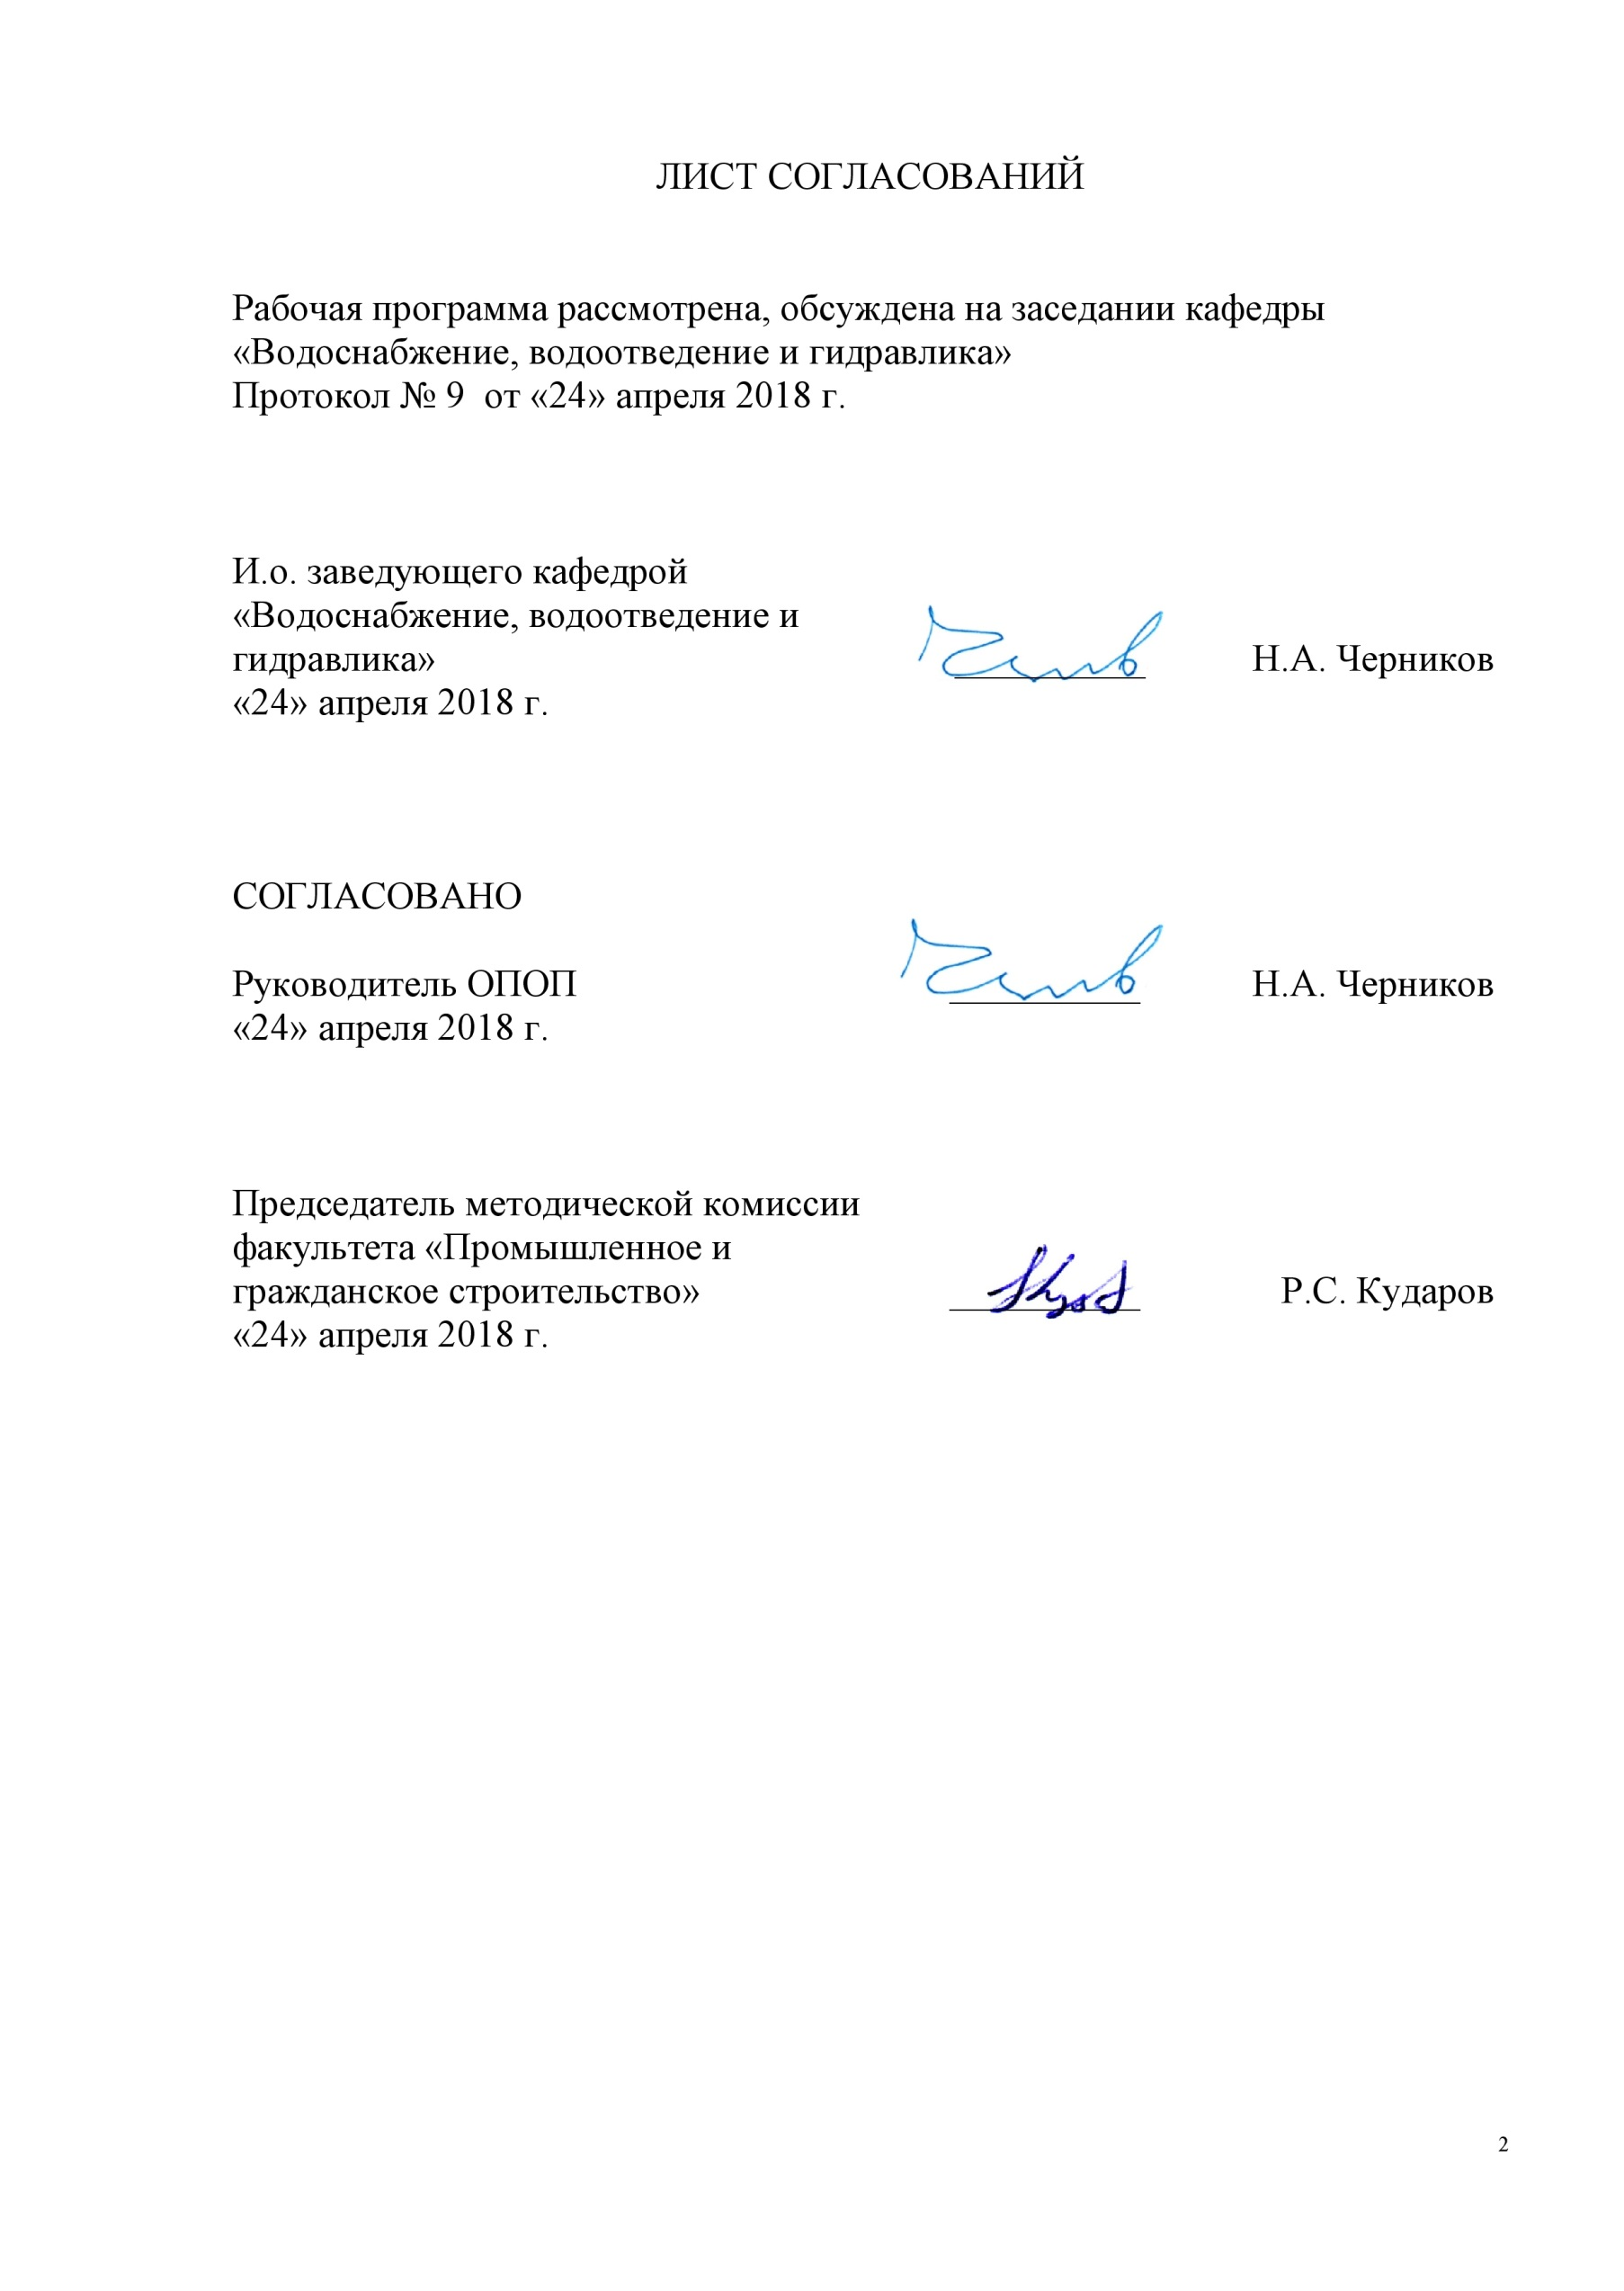 ЛИСТ СОГЛАСОВАНИЙ
Рабочая программа рассмотрена, обсуждена на заседании кафедры
«Водоснабжение, водоотведение и гидравлика»
Протокол № 9 от «24» апреля 2018 г.
И.о. заведующего кафедрой
«Водоснабжение, водоотведение и
гидравлика» Н.А. Черников
«24» апреля 2018 г.
СОГЛАСОВАНО
Руководитель ОПОП Н.А. Черников
«24» апреля 2018 г.
Председатель методической комиссии
факультета «Промышленное и
гражданское строительство» Р.С. Кударов
«24» апреля 2018 г.
2